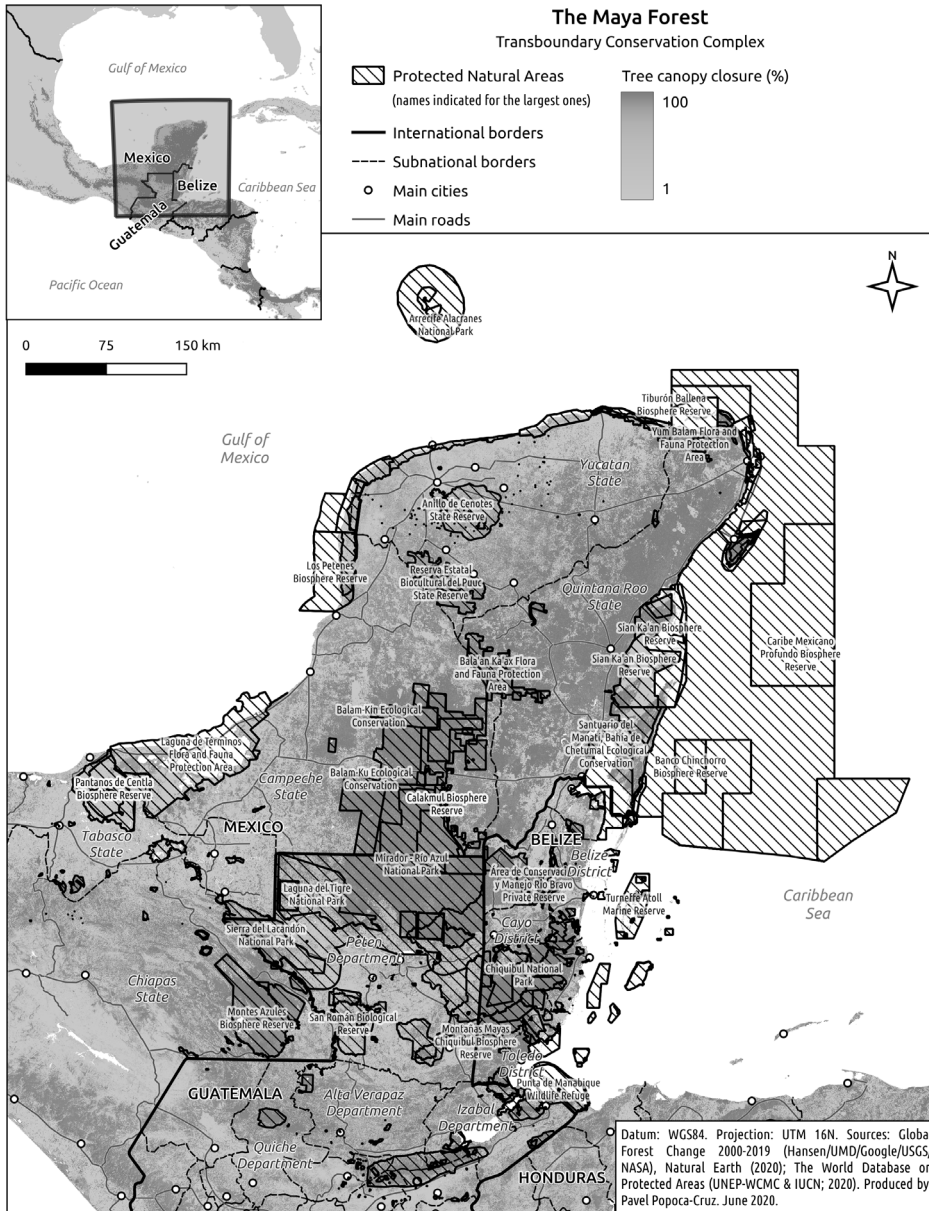 The Maya Forest
Transboundary Conservation Complex
Protected Natural Areas
(names indicated for the largest ones)
International borders
Subnational borders
Main cities
Main roads
Tree canopy closure (%)
100
1
Gulf of Mexico
Mexico
Belize
Caribbean Sea
Guatemala
Pacific Ocean
N
0 75 150 km
Arrecife Alacranes
National Park
Gulf of
Mexico
Tiburón Ballena
Biosphere Reserve
Yum Balam Flora and
Fauna Protection
Area
Yucatan
State
Anillo de Cenotes
State Reserve
Los Petenes
Biosphere Reserve
Reserva Estatal
Biocultural del Puuc
State Reserve
Quintana Roo
State
Sian Ka'an Biosphere
Reserve
Sian Ka'an Biosphere
Reserve
Caribe Mexicano
Profundo Biosphere
Reserve
Bala'an Ka'ax Flora
and Fauna Protection
Area
Balam-Kin Ecological
Conservation
Santuario del
Manatí, Bahía de
Chetumal Ecological
Conservation
Laguna de Términos
Flora and Fauna
Protection Area
Banco Chinchorro
Biosphere Reserve
Pantanos de Centla
Biosphere Reserve
Campeche
State
Balam-Ku Ecological
Conservation
Calakmul Biosphere
Reserve
MEXICO
Tabasco
State
BELIZE
Belize
District
Mirador - Río Azul
National Park
Área de Conservac
y Manejo Río Bravo
Private Reserve
Laguna del Tigre
National Park
Turneffe Atoll
Marine Reserve
Caribbean
Sea
Sierra del Lacandón
National Park
Cayo
District
Péten
Department
Chiapas
State
Chiquibul National
Park
Montes Azules
Biosphere Reserve
San Román Biological
Reserve
Montañas Mayas
Chiquibul Biosphere
Reserve
Toledo
District
Punta de Manabique
Wildlife Refuge
GUATEMALA
Alta Verapaz
Department
Izabal
Department
Quiche
Department
HONDURAS
Datum: WGS84. Projection: UTM 16N. Sources: Globa
Forest Change 2000-2019 (Hansen/UMD/Google/USGS/
NASA), Natural Earth (2020); The World Database or
Protected Areas (UNEP-WCMC & IUCN; 2020). Produced by
Pavel Popoca-Cruz. June 2020.